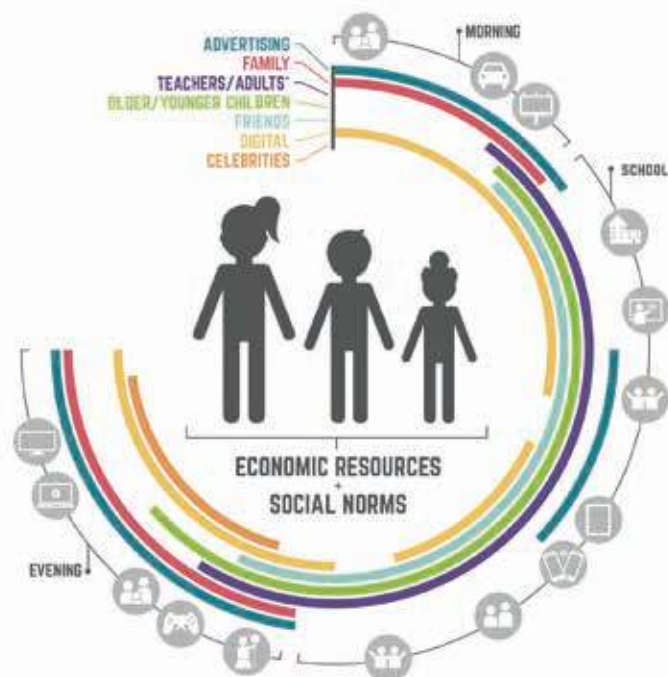 ADVERTISING
FAMILY
TEACHERS/ADULTS*
OLDER/YOUNGER CHILDREN
FRIENDS
DIGITAL
CELEBRITIES
MORNING
SCHOOL
ECONOMIC RESOURCES
+
SOCIAL NORMS
EVENING